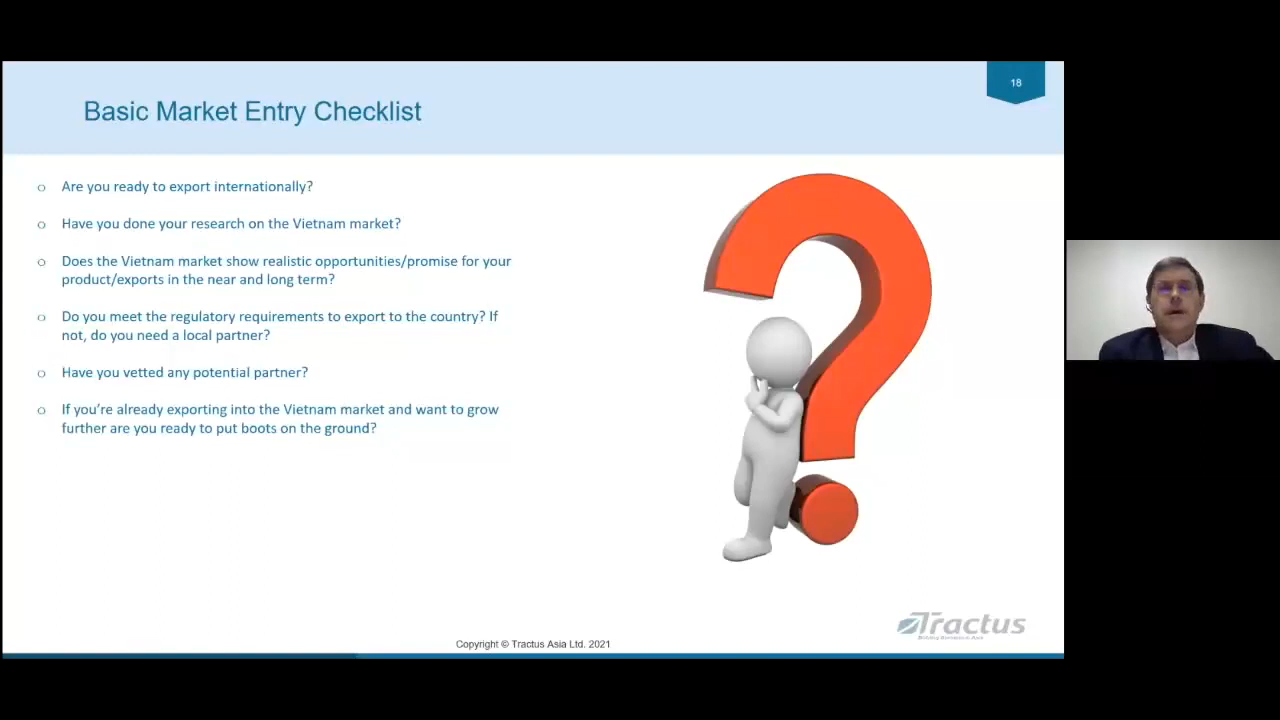 18
Basic Market Entry Checklist
o Are you ready to export internationally?
o Have you done your research on the Vietnam market?
o Does the Vietnam market show realistic opportunities/promise for your
product/exports in the near and long term?
o Do you meet the regulatory requirements to export to the country? If
not, do you need a local partner?
o Have you vetted any potential partner?
o If you’re already exporting into the Vietnam market and want to grow
further are you ready to put boots on the ground?
Tractus
Copyright © Tractus Asia Ltd. 2021